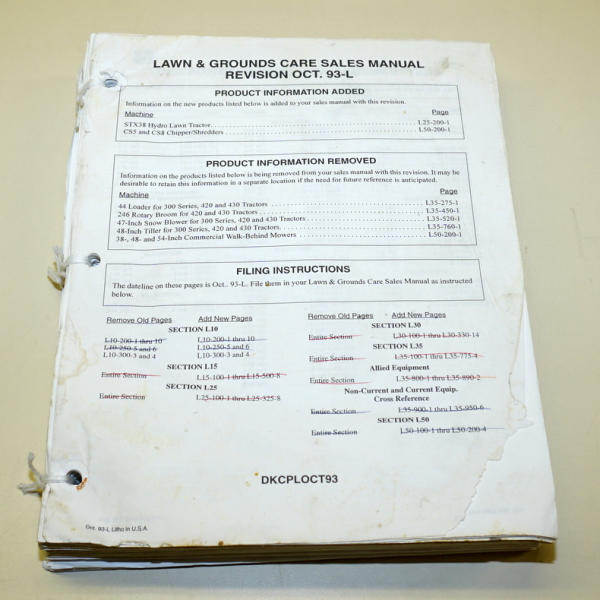 LAWN & GROUNDS CARE SALES MANUAL
REVISION OCT. 93-L
PRODUCT INFORMATION ADDED
Information on the new products listed below is added to your sales manual with this revision.
Machine Page
STX38 Hydro Lawn Tractor L25-200-1
CS5 and CS8 Chipper/Shredders L50-200-1
PRODUCT INFORMATION REMOVED
Information on the products listed below is being removed from your sales manual with this revision. It may be
desirable to retain this information in a separate location if the need for future reference is anticipated.
Machine Page
44 Loader for 300 Series, 420 and 430 Tractors L35-275-1
246 Rotary Broom for 420 and 430 Tractors L35-450-1
47-Inch Snow Blower for 300 Series, 420 and 430 Tractors L35-520-1
48-Inch Tiller for 300 Series, 420 and 430 Tractors. L35-760-1
38-, 48- and 54-Inch Commercial Walk-Behind Mowers L50-200-1
FILING INSTRUCTIONS
The dateline on these pages is Oct.. 93-L. File them in your Lawn & Grounds Care Sales Manual as instructed
below.
Remove Old Pages Add New Pages
SECTION L10
L10-200-1 thru 10 L10-200-1 thru 10
L10-250-5 and 6 L10-250-5 and 6
L10-300-3 and 4 L10-300-3 and 4
SECTION L15
Entire Section L15-100-1 thru L15-500-8
SECTION L25
Entire Section L25-100-1 thru L25-325-8
Remove Old Pages Add New Pages
SECTION L30
Entire Section L30-100-1 thru L30-330-14
SECTION L35
Entire Section L35-100-1 thru L35-775-4
Allied Equipment
Entire Section L35-800-1 thru L35-890-2
Non-Current and Current Equip.
Cross Reference
Entire Section L35-900-1 thru L35-950-6
SECTION L50
Entire Section L50-100-1 thru L50-200-4
DKCPLOCT93
Oct. 93-L Litho in U.S.A.